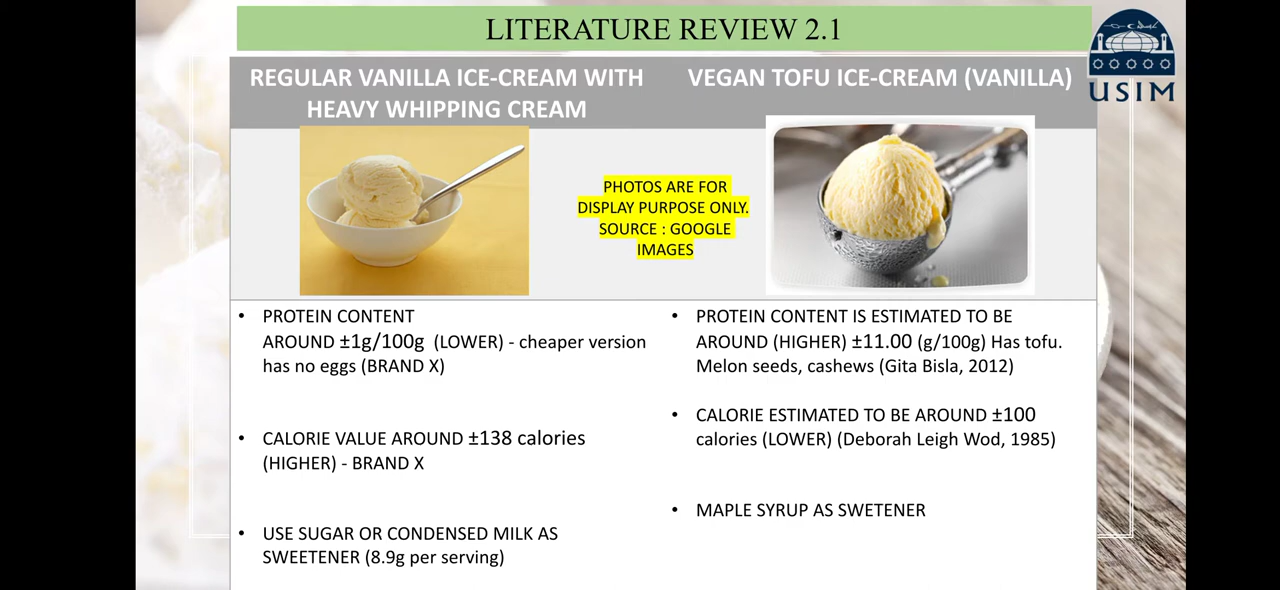 LITERATURE REVIEW 2.1
USIM
REGULAR VANILLA ICE-CREAM WITH
HEAVY WHIPPING CREAM
VEGAN TOFU ICE-CREAM (VANILLA)
PHOTOS ARE FOR
DISPLAY PURPOSE ONLY.
SOURCE : GOOGLE
IMAGES
• PROTEIN CONTENT
AROUND ±1g/100g (LOWER) - cheaper version
has no eggs (BRAND X)
• CALORIE VALUE AROUND ±138 calories
(HIGHER) - BRAND X
• USE SUGAR OR CONDENSED MILK AS
SWEETENER (8.9g per serving)
• PROTEIN CONTENT IS ESTIMATED TO BE
AROUND (HIGHER) ±11.00 (g/100g) Has tofu.
Melon seeds, cashews (Gita Bisla, 2012)
• CALORIE ESTIMATED TO BE AROUND ±100
calories (LOWER) (Deborah Leigh Wod, 1985)
• MAPLE SYRUP AS SWETENER